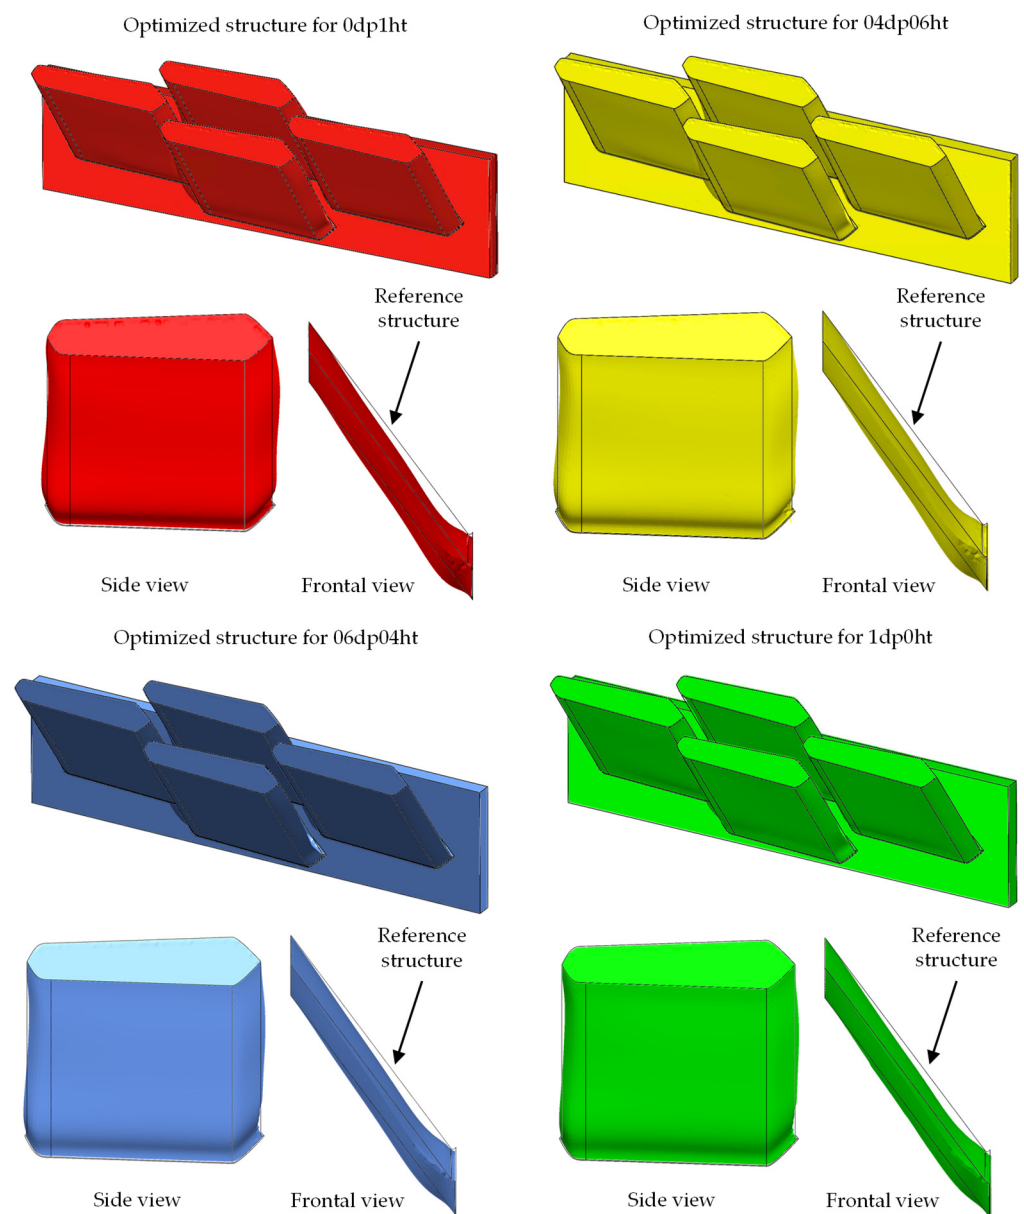 Optimized structure for 0dp1ht
Optimized structure for 04dp06ht
Reference
structure
Reference
structure
Side view
Frontal view
Side view
Frontal view
Optimized structure for 06dp04ht
Optimized structure for 1dp0ht
Reference
structure
Reference
structure
Side view
Frontal view
Side view
Frontal view